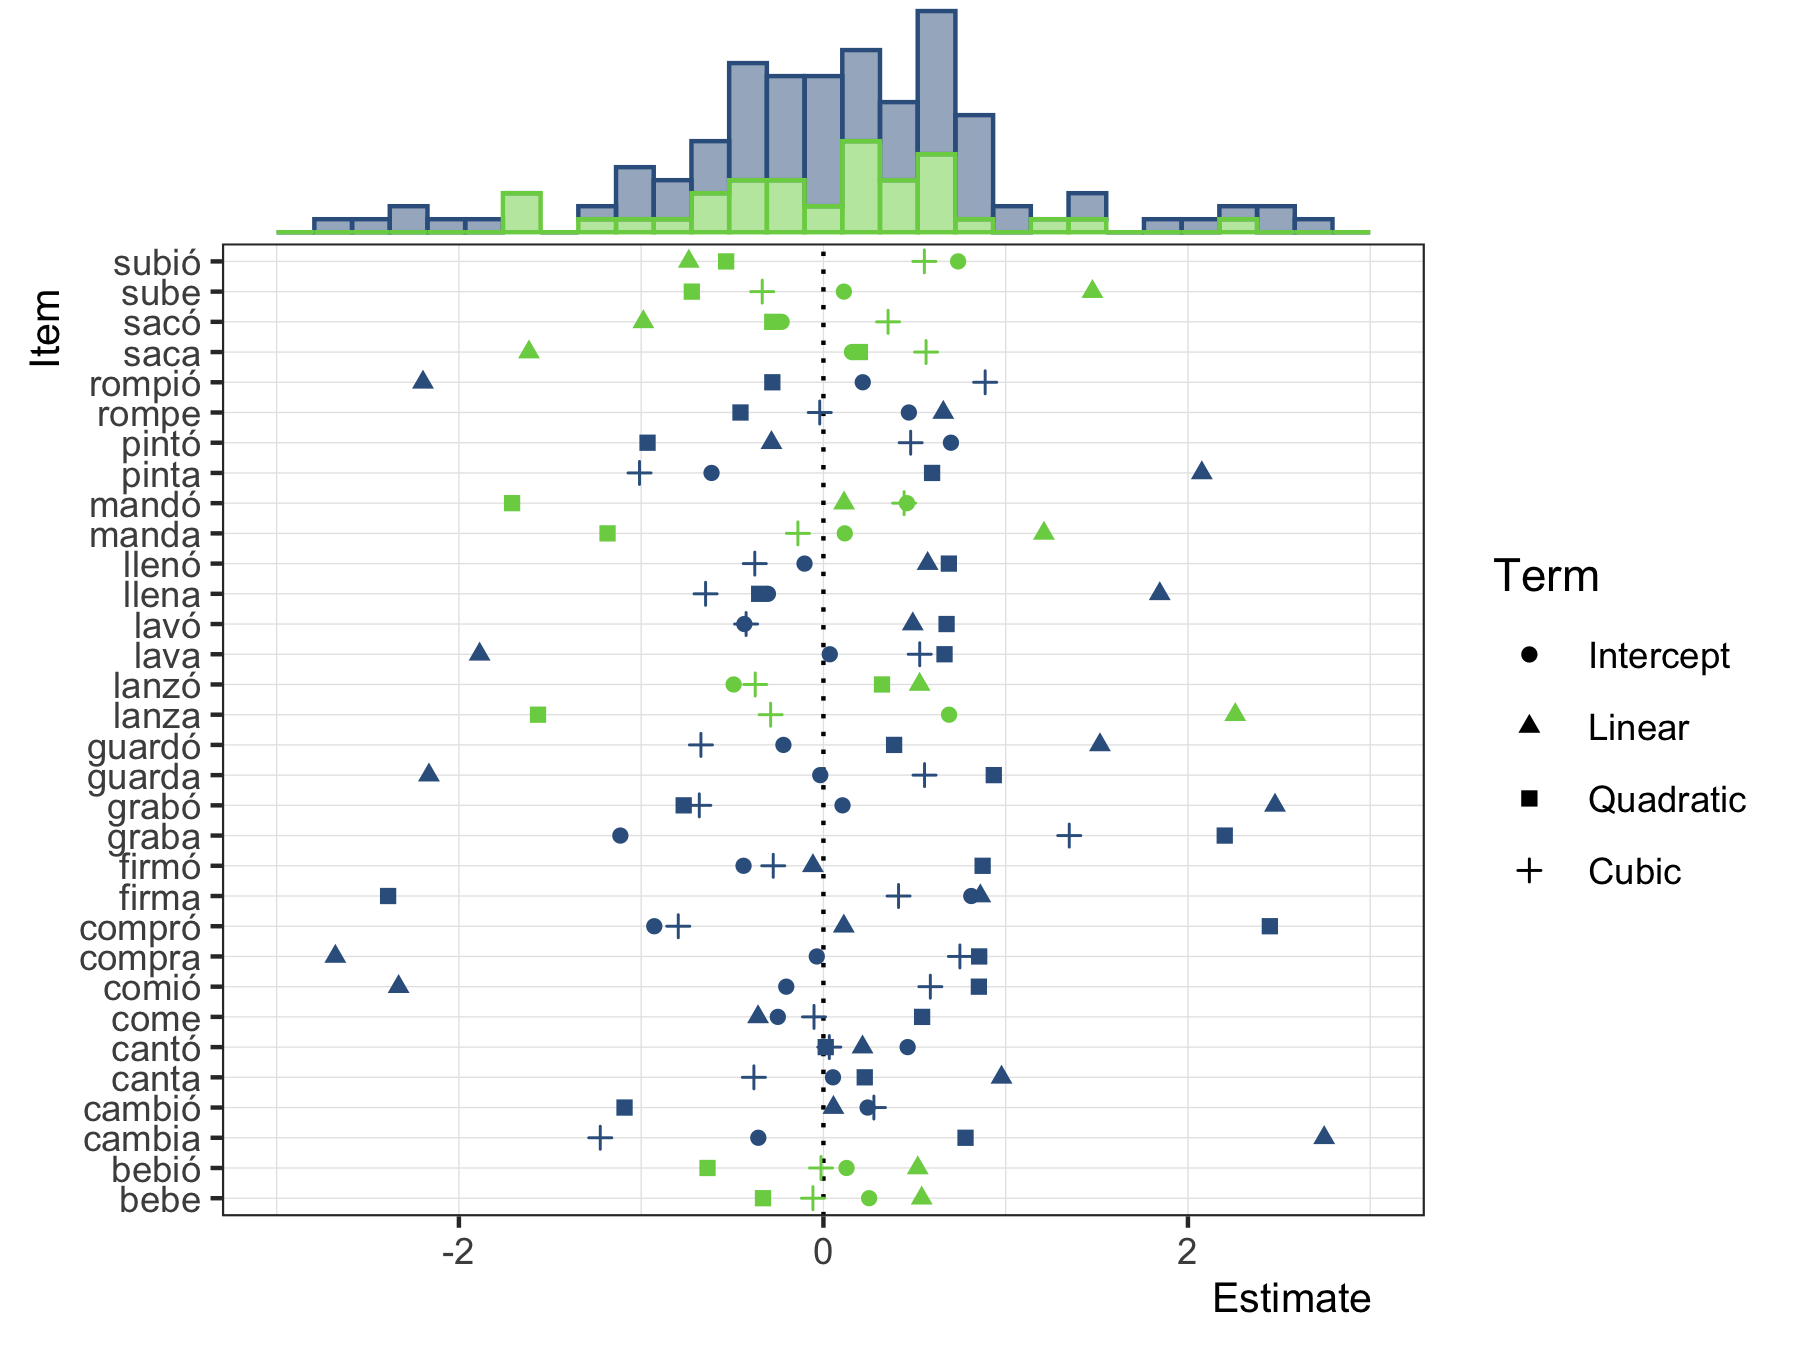 Item
subió
sube
sacó
saca
rompió
rompe
pintó
pinta
mandó
manda
llenó
llena
lavó
lava
lanzó
lanza
guardó
guarda
grabó
graba
firmó
firma
compró
compra
comió
come
cantó
canta
cambió
cambia
bebió
bebe
-2 0 2
Estimate
Term
Intercept
Linear
Quadratic
Cubic